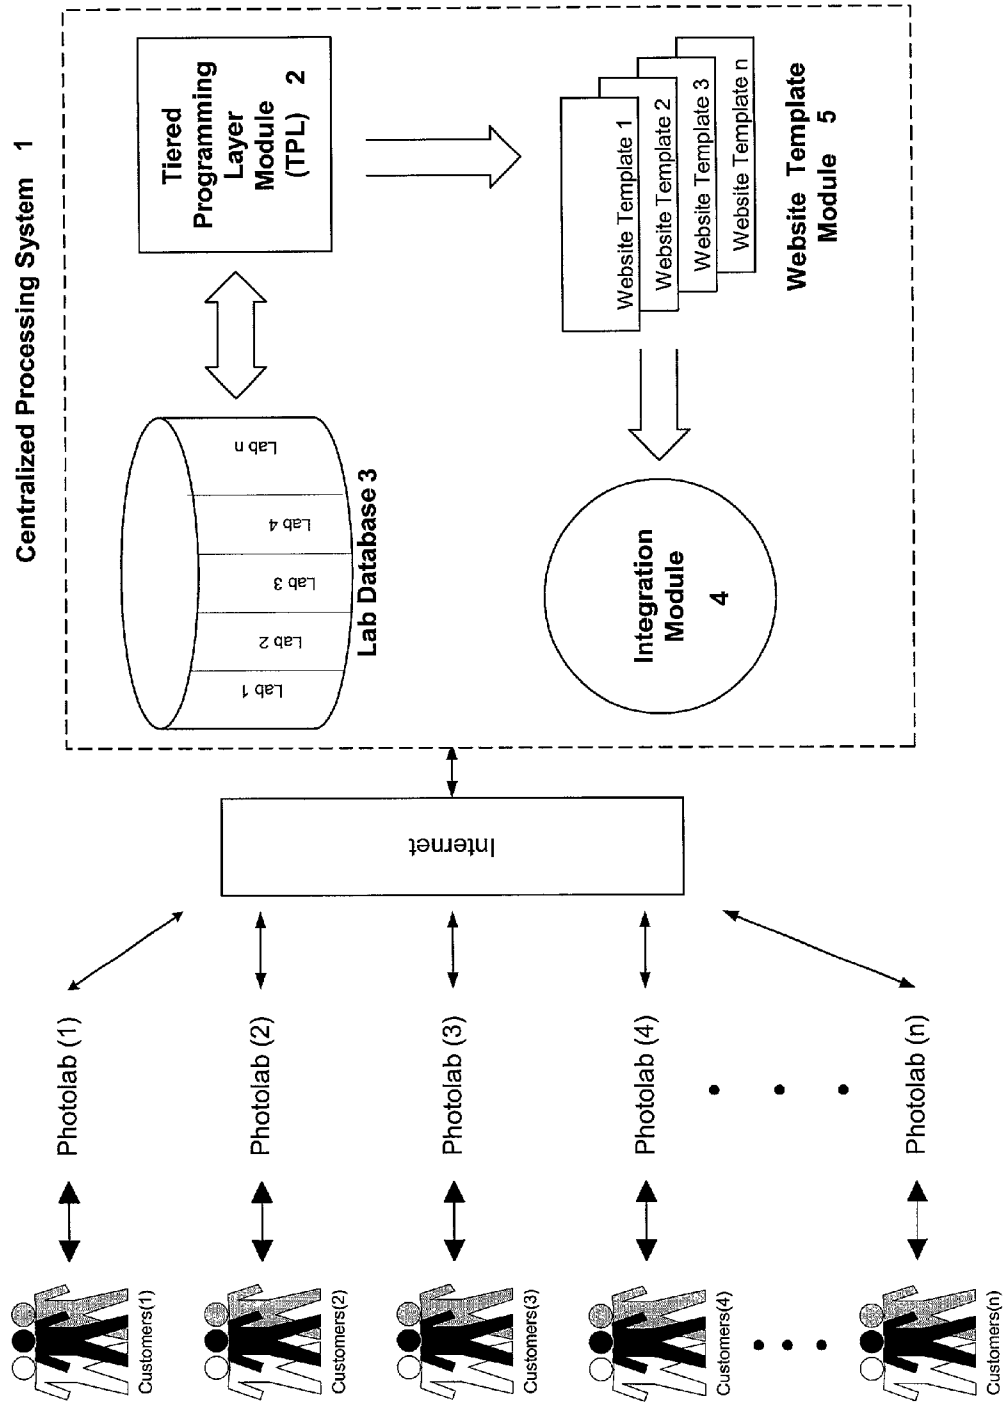 Centralized Processing System 1
Tiered
Programming
Layer
Module
(TPL) 2
Lab 1
Lab 2
Lab 3
Lab 4
Lab n
Lab Database 3
Website Template 1
Website Template 2
Website Template 3
Website Template n
Website Template
Module 5
Integration
Module
4
Internet
Photolab (1)
Photolab (2)
Photolab (3)
Photolab (4)
Photolab (n)
Customers(1)
Customers(2)
Customers(3)
Customers(4)
Customers(n)